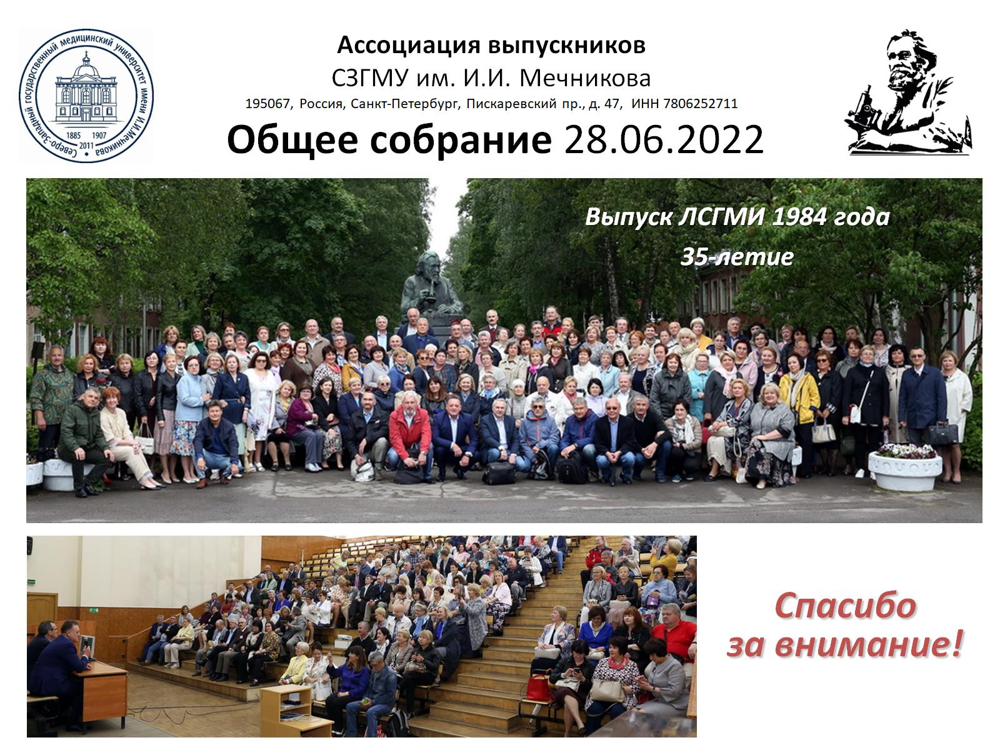 Северо-Западный государственный медицинский университет имени И.И.Мечникова
1885 1907
2011
Ассоциация выпускников
СЗГМУ им. И.И. Мечникова
195067, Россия, Санкт-Петербург, Пискаревский пр., д. 47, ИНН 7806252711
Общее собрание 28.06.2022
Выпуск ЛСГМИ 1984 года
35-летие
Спасибо
за внимание!